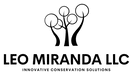 LEO MIRANDA LLC
INNOVATIVE CONSERVATION SOLUTIONS